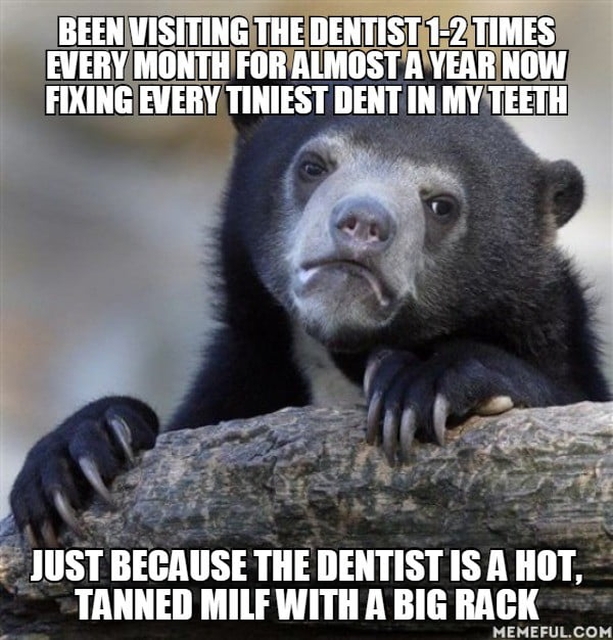 BEEN VISITING THE DENTIST 1-2 TIMES
EVERY MONTH FOR ALMOST A YEAR NOW
FIXING EVERY TINIEST DENT IN MY TEETH
JUST BECAUSE THE DENTIST IS A HOT,
TANNED MILF WITH A BIG RACK
MEMEFUL.COM